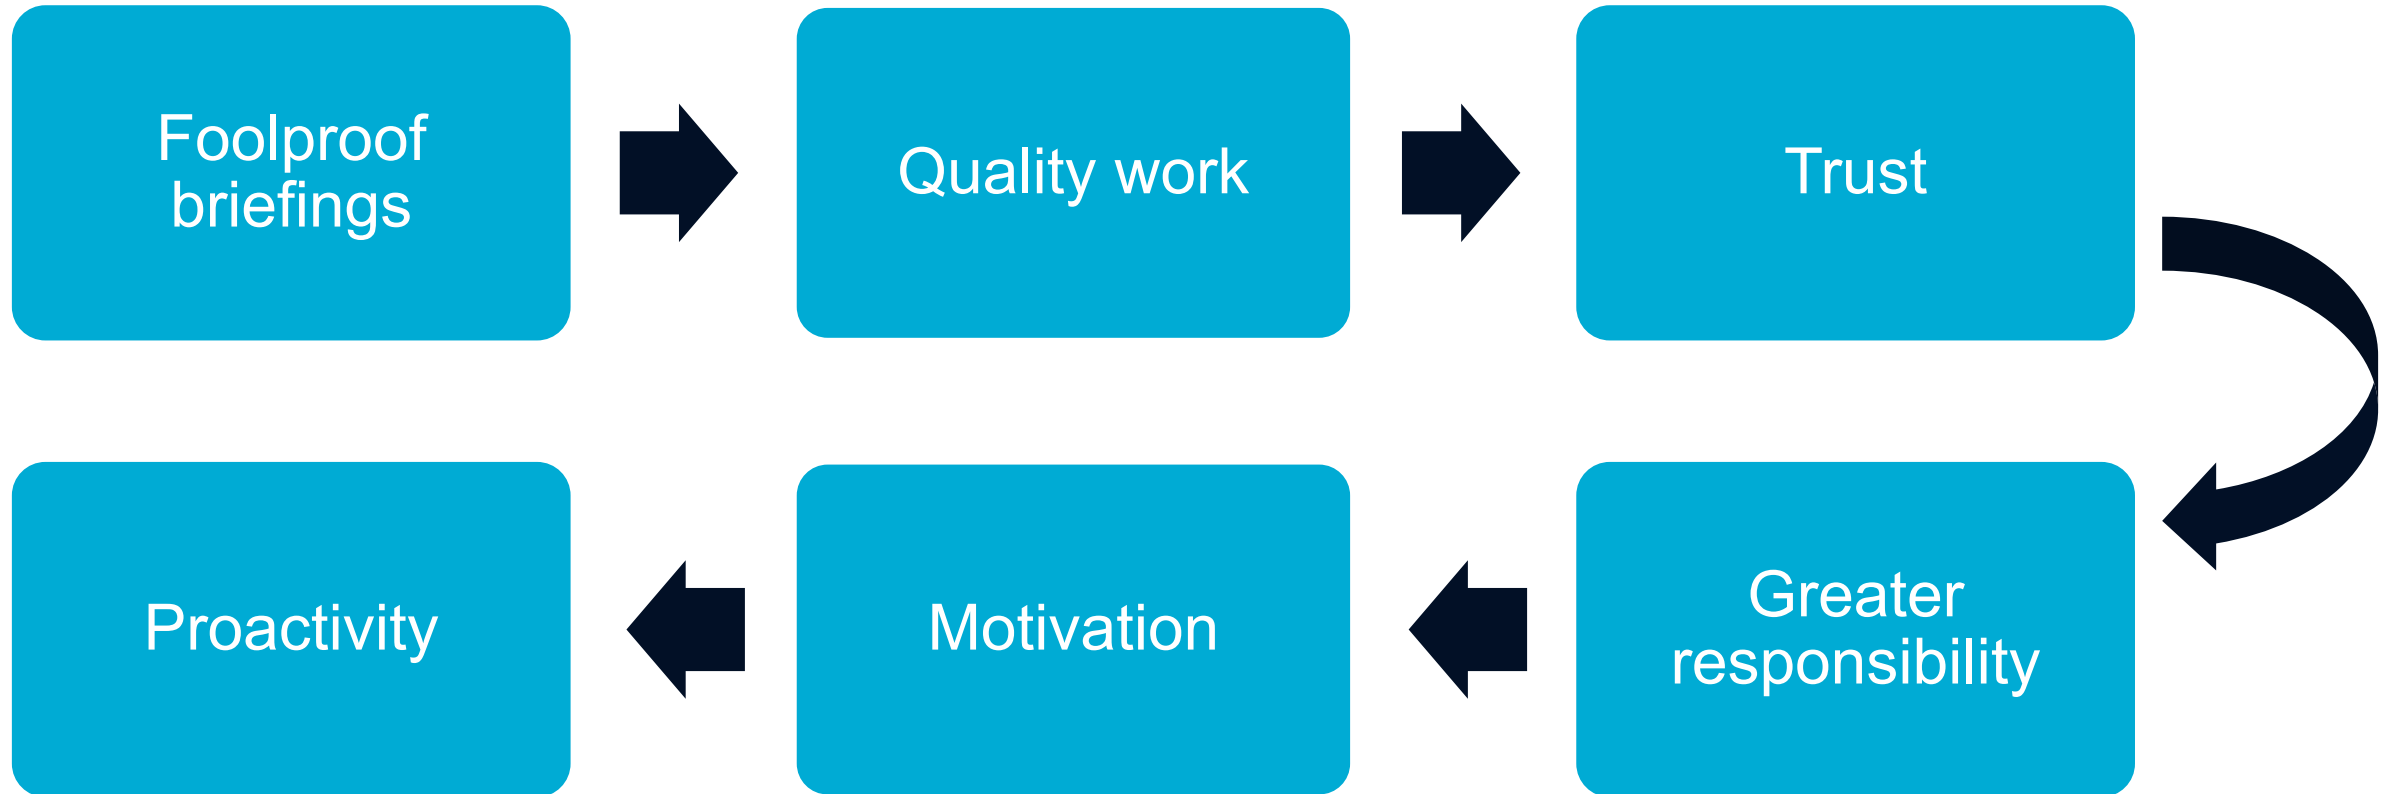 Foolproof
briefings
Quality work
Trust
Greater
responsibility
Motivation
Proactivity